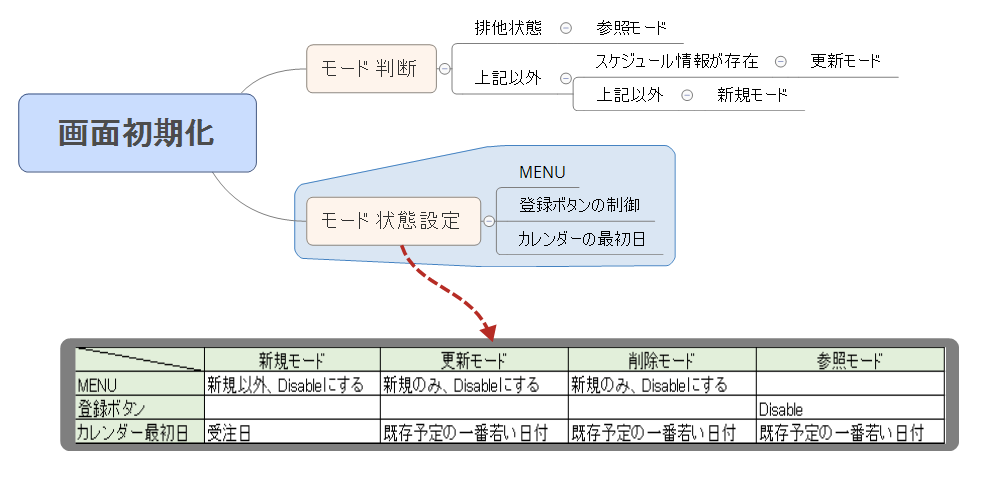 画面初期化
モード判断
排他状態
参照モード
上記以外
スケジュール情報が存在
更新モード
上記以外
新規モード
モード状態設定
MENU
登録ボタンの制御
カレンダーの最初日
新規モード 更新モード 削除モード 参照モード
MENU 新規以外、Disableにする 新規のみ、Disableにする 新規のみ、Disableにする
登録ボタン Disable
カレンダー最初日 受注日 既存予定の一番若い日付 既存予定の一番若い日付 既存予定の一番若い日付